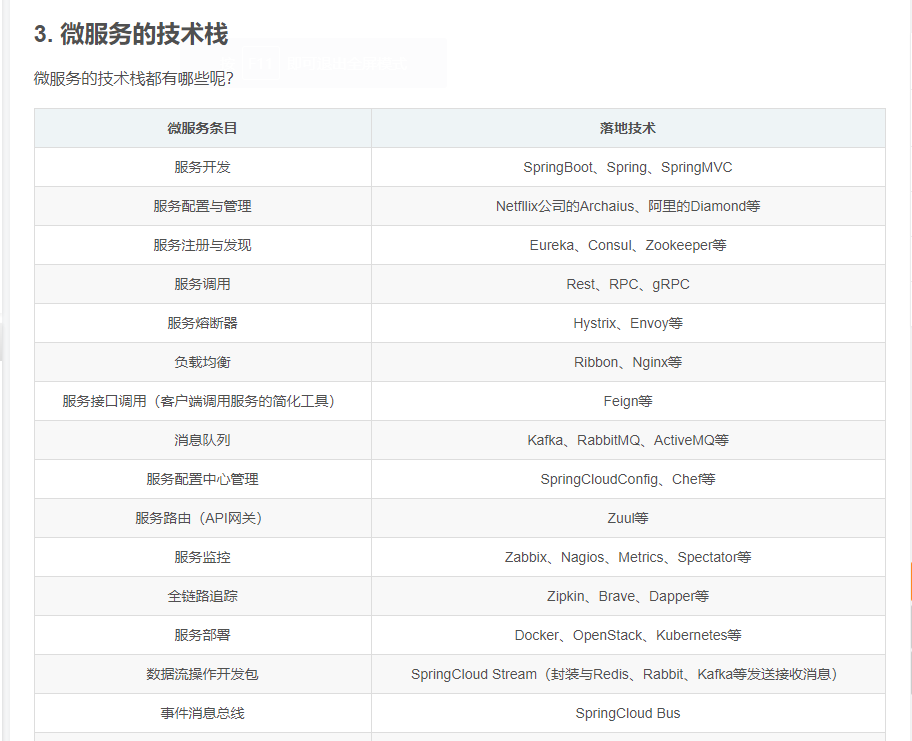 3. 微服务的技术栈
微服务的技术栈都有哪些呢?
微服务条目 落地技术
服务开发 SpringBoot、Spring、SpringMVC
服务配置与管理 Netfllix公司的Archaius、阿里的Diamond等
服务注册与发现 Eureka、Consul、Zookeeper等
服务调用 Rest、RPC、gRPC
服务熔断器 Hystrix、Envoy等
负载均衡 Ribbon、Nginx等
服务接口调用（客户端调用服务的简化工具） Feign等
消息队列 Kafka、RabbitMQ、ActiveMQ等
服务配置中心管理 SpringCloudConfig、Chef等
服务路由（API网关） Zuul等
服务监控 Zabbix、Nagios、Metrics、Spectator等
全链路追踪 Zipkin、Brave、Dapper等
服务部署 Docker、OpenStack、Kubernetes等
数据流操作开发包 SpringCloud Stream（封装与Redis、Rabbit、Kafka等发送接收消息）
事件消息总线 SpringCloud Bus